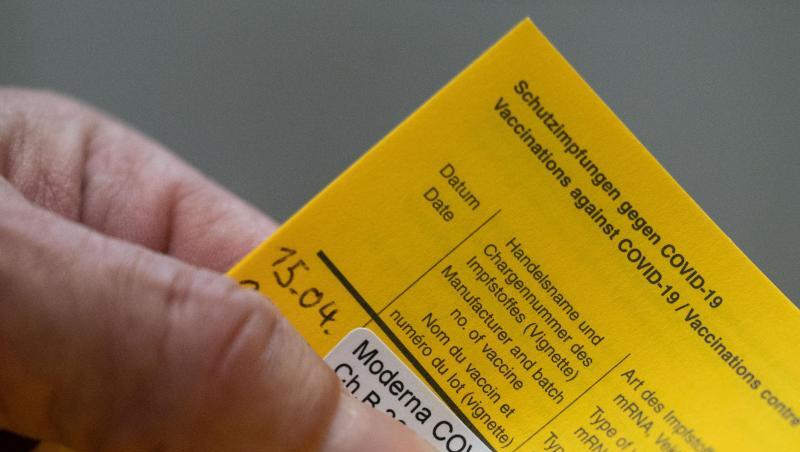 Schutzimpfungen gegen COVID-19
Vaccinations against COVID-19 / Vaccinations contre
Datum
Date
Handelsname und
Chargennummer des
Impfstoffes (Vignette)
Manufacturer and batch
no. of vaccine
Nom du vaccin et
numéro du lot (vignette)
Art des Impfstoff
mRNA,
Type of
15.04.
Moderna COV
Ch.B.